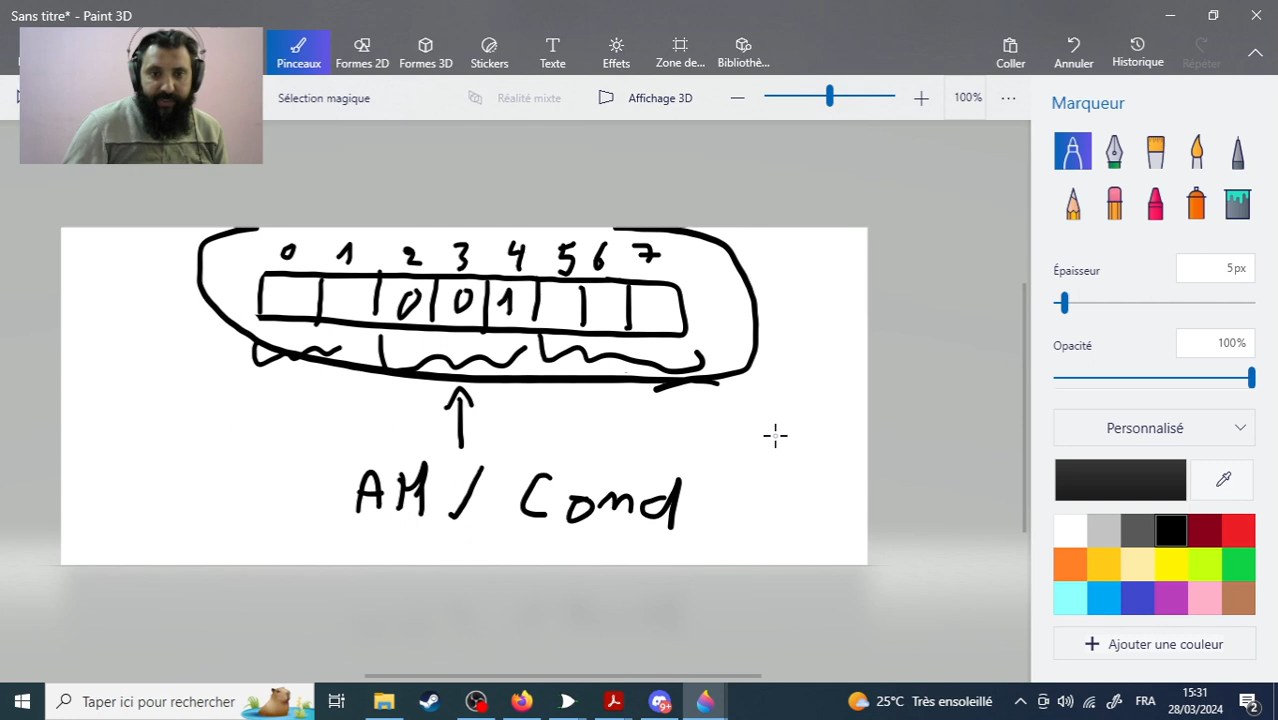 Sans titre* - Paint 3D
Pinceaux
Formes 2D
Formes 3D
Stickers
Texte
Effets
Zone de...
Bibliothè...
Coller
Annuler
Historique
Répéter
Sélection magique
Réalité mixte
Affichage 3D
100%
Marqueur
0 1 2 3 4 5 6 7
0 0 1
AM / Cond
Épaisseur
5px
Opacité
100%
Personnalisé
Ajouter une couleur
Taper ici pour rechercher
9+
25°C Très ensoleillé
FRA
15:31
28/03/2024
2